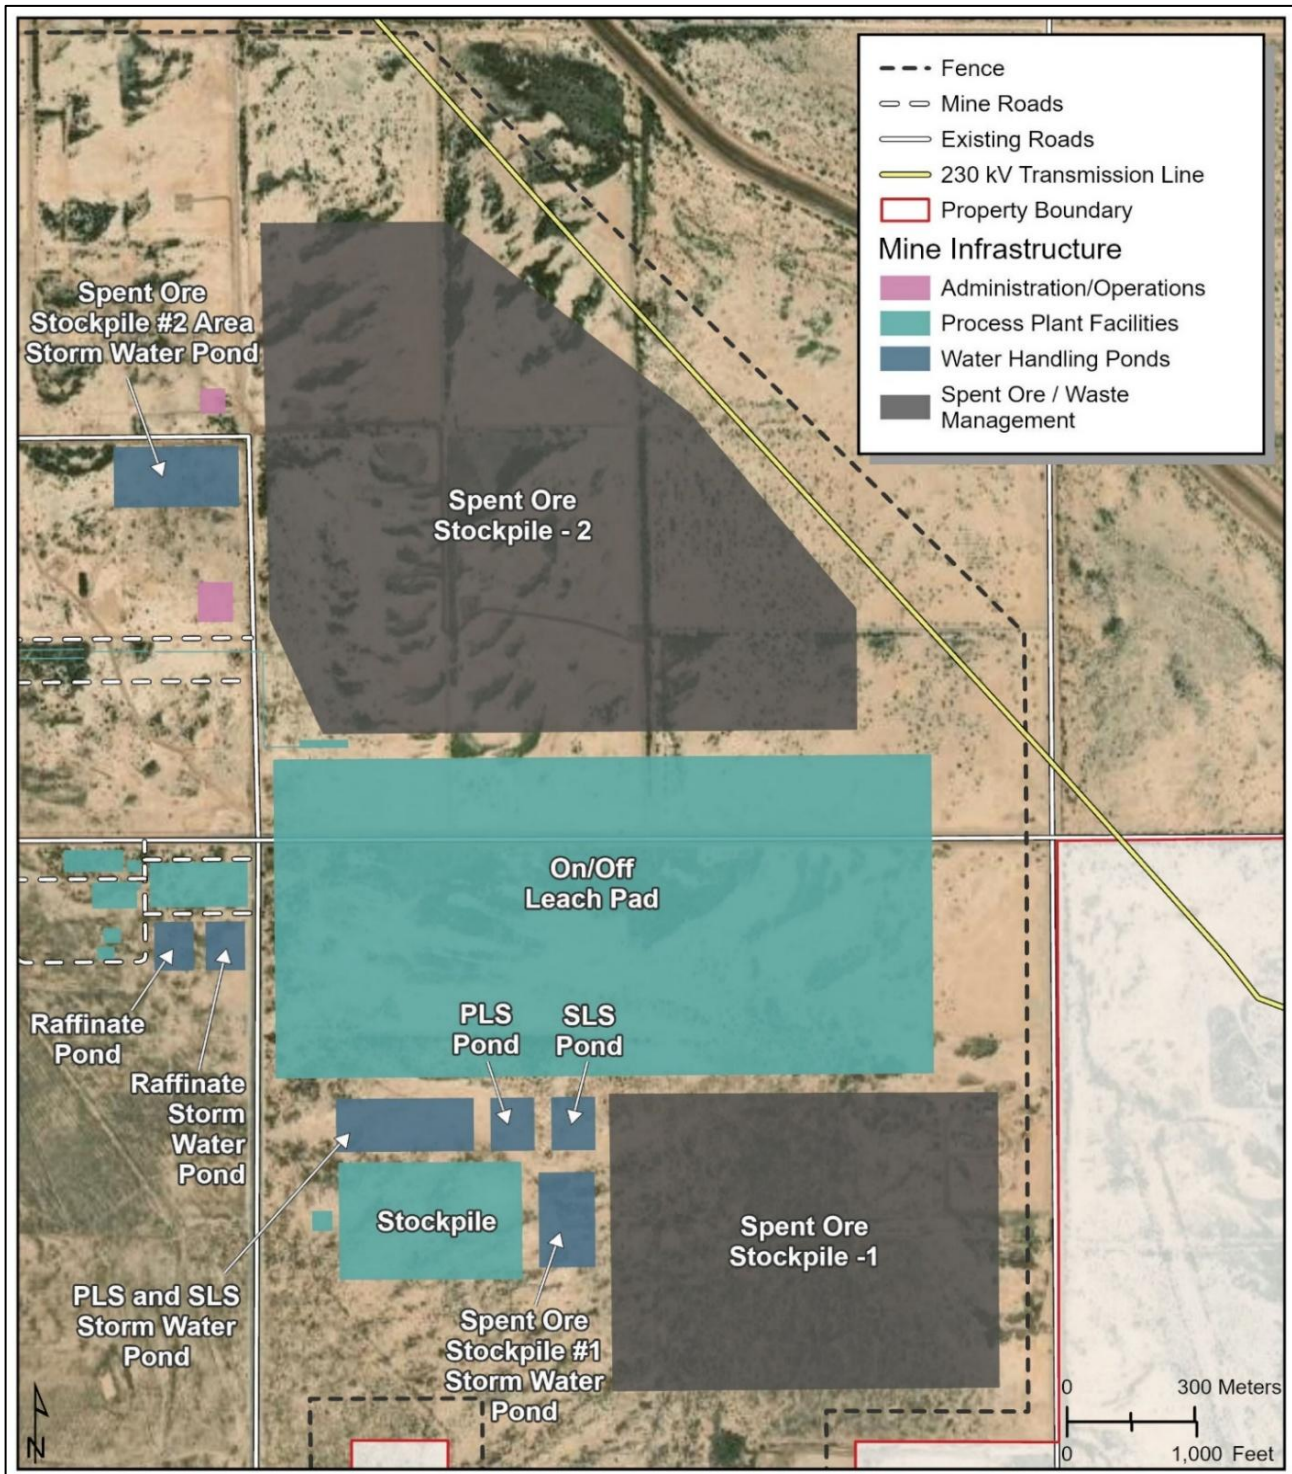 Fence
Mine Roads
Existing Roads
230 kV Transmission Line
Property Boundary
Mine Infrastructure
Administration/Operations
Process Plant Facilities
Water Handling Ponds
Spent Ore / Waste
Management
Spent Ore
Stockpile #2 Area
Storm Water Pond
Spent Ore
Stockpile - 2
On/Off
Leach Pad
PLS
Pond
SLS
Pond
Raffinate
Pond
Raffinate
Storm
Water
Pond
Stockpile
Spent Ore
Stockpile -1
PLS and SLS
Storm Water
Pond
Spent Ore
Stockpile #1
Storm Water
Pond
N
0 300 Meters
0 1,000 Feet